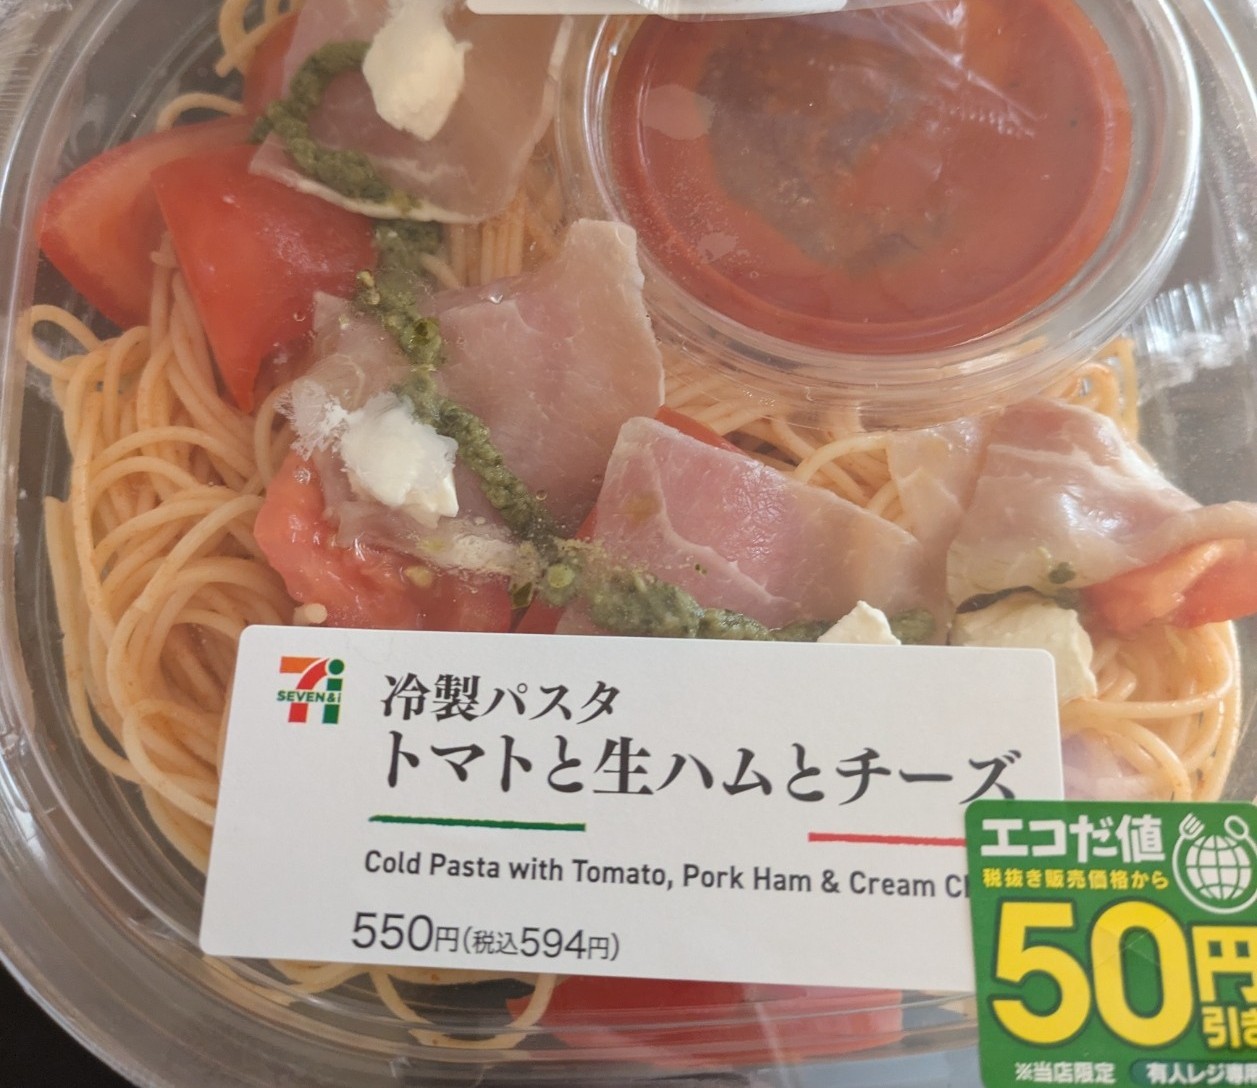 SEVEN&i
冷製パスタ
トマトと生ハムとチーズ
Cold Pasta with Tomato, Pork Ham & Cream
550円(税込594円)
エコだ値
税抜き販売価格から
50円
引き
※当店限定 有人レジ専用